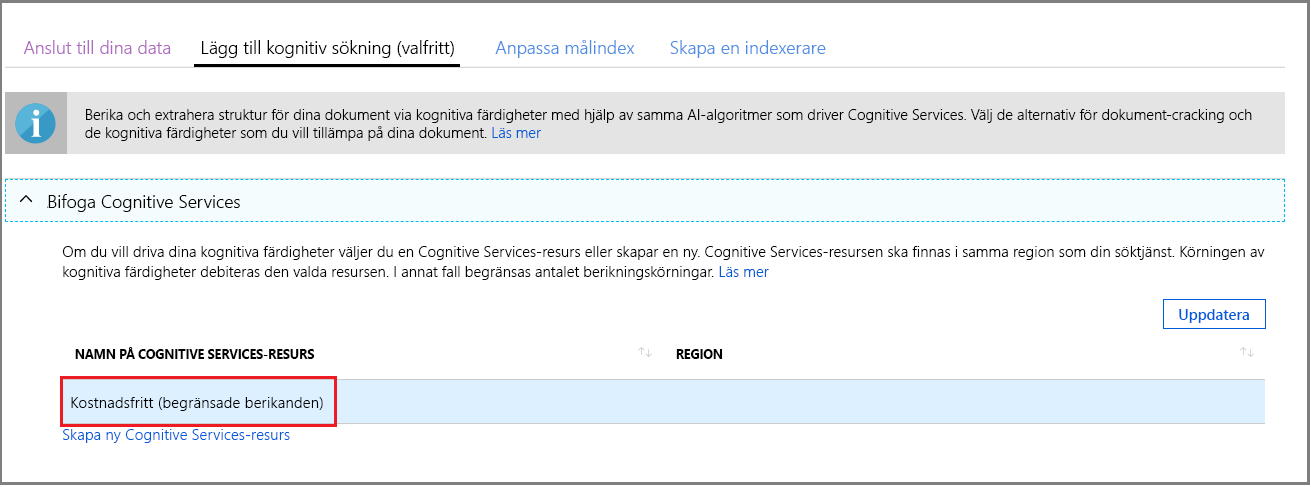 Anslut till dina data Lägg till kognitiv sökning (valfritt) Anpassa målindex Skapa en indexerare
Berika och extrahera struktur för dina dokument via kognitiva färdigheter med hjälp av samma AI-algoritmer som driver Cognitive Services. Välj de alternativ för dokument-cracking och
de kognitiva färdigheter som du vill tillämpa på dina dokument. Läs mer
Bifoga Cognitive Services
Om du vill driva dina kognitiva färdigheter väljer du en Cognitive Services-resurs eller skapar en ny. Cognitive Services-resursen ska finnas i samma region som din söktjänst. Körningen av
kognitiva färdigheter debiteras den valda resursen. I annat fall begränsas antalet berikningskörningar. Läs mer
Uppdatera
NAMN PÅ COGNITIVE SERVICES-RESURS REGION
Kostnadsfritt (begränsade berikanden)
Skapa ny Cognitive Services-resurs